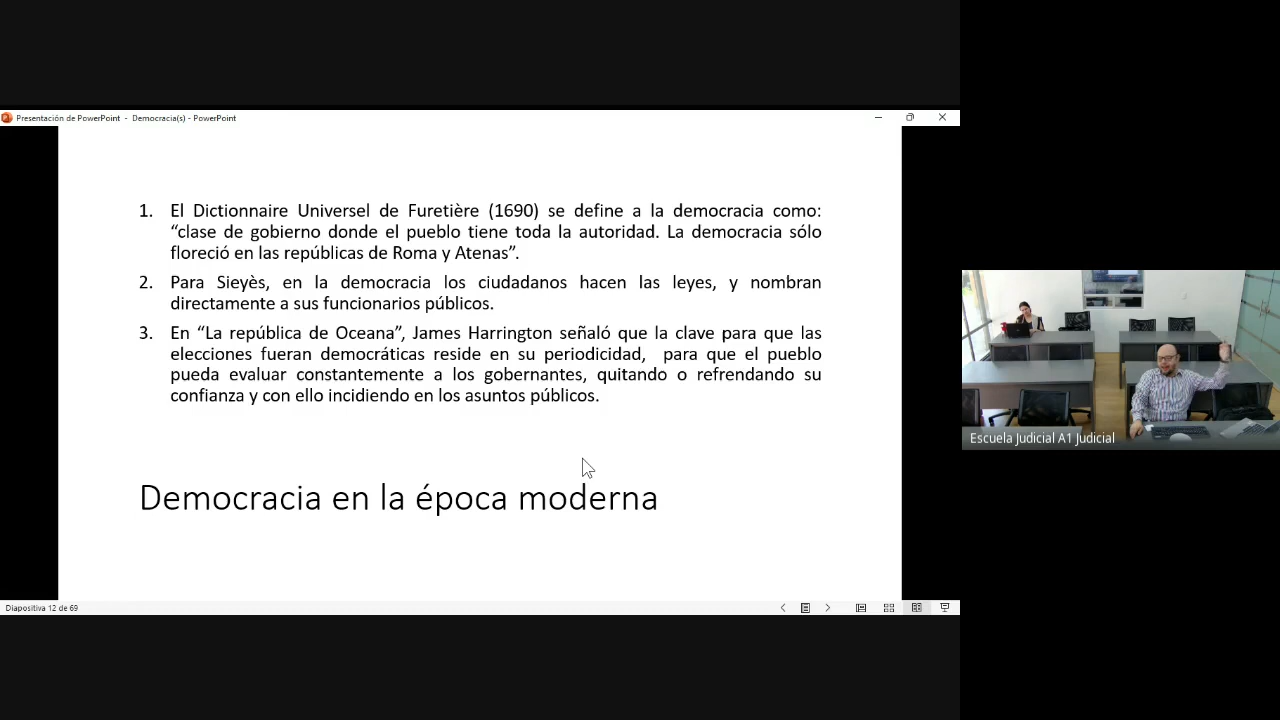 Presentación de PowerPoint - Democracia(s) - PowerPoint
1. El Dictionnaire Universel de Furetière (1690) se define a la democracia como:
“clase de gobierno donde el pueblo tiene toda la autoridad. La democracia sólo
floreció en las repúblicas de Roma y Atenas”.
2. Para Sieyès, en la democracia los ciudadanos hacen las leyes, y nombran
directamente a sus funcionarios públicos.
3. En “La república de Oceana”, James Harrington señaló que la clave para que las
elecciones fueran democráticas reside en su periodicidad, para que el pueblo
pueda evaluar constantemente a los gobernantes, quitando o refrendando su
confianza y con ello incidiendo en los asuntos públicos.
Democracia en la época moderna
Diapositiva 12 de 69
Escuela Judicial A1 Judicial